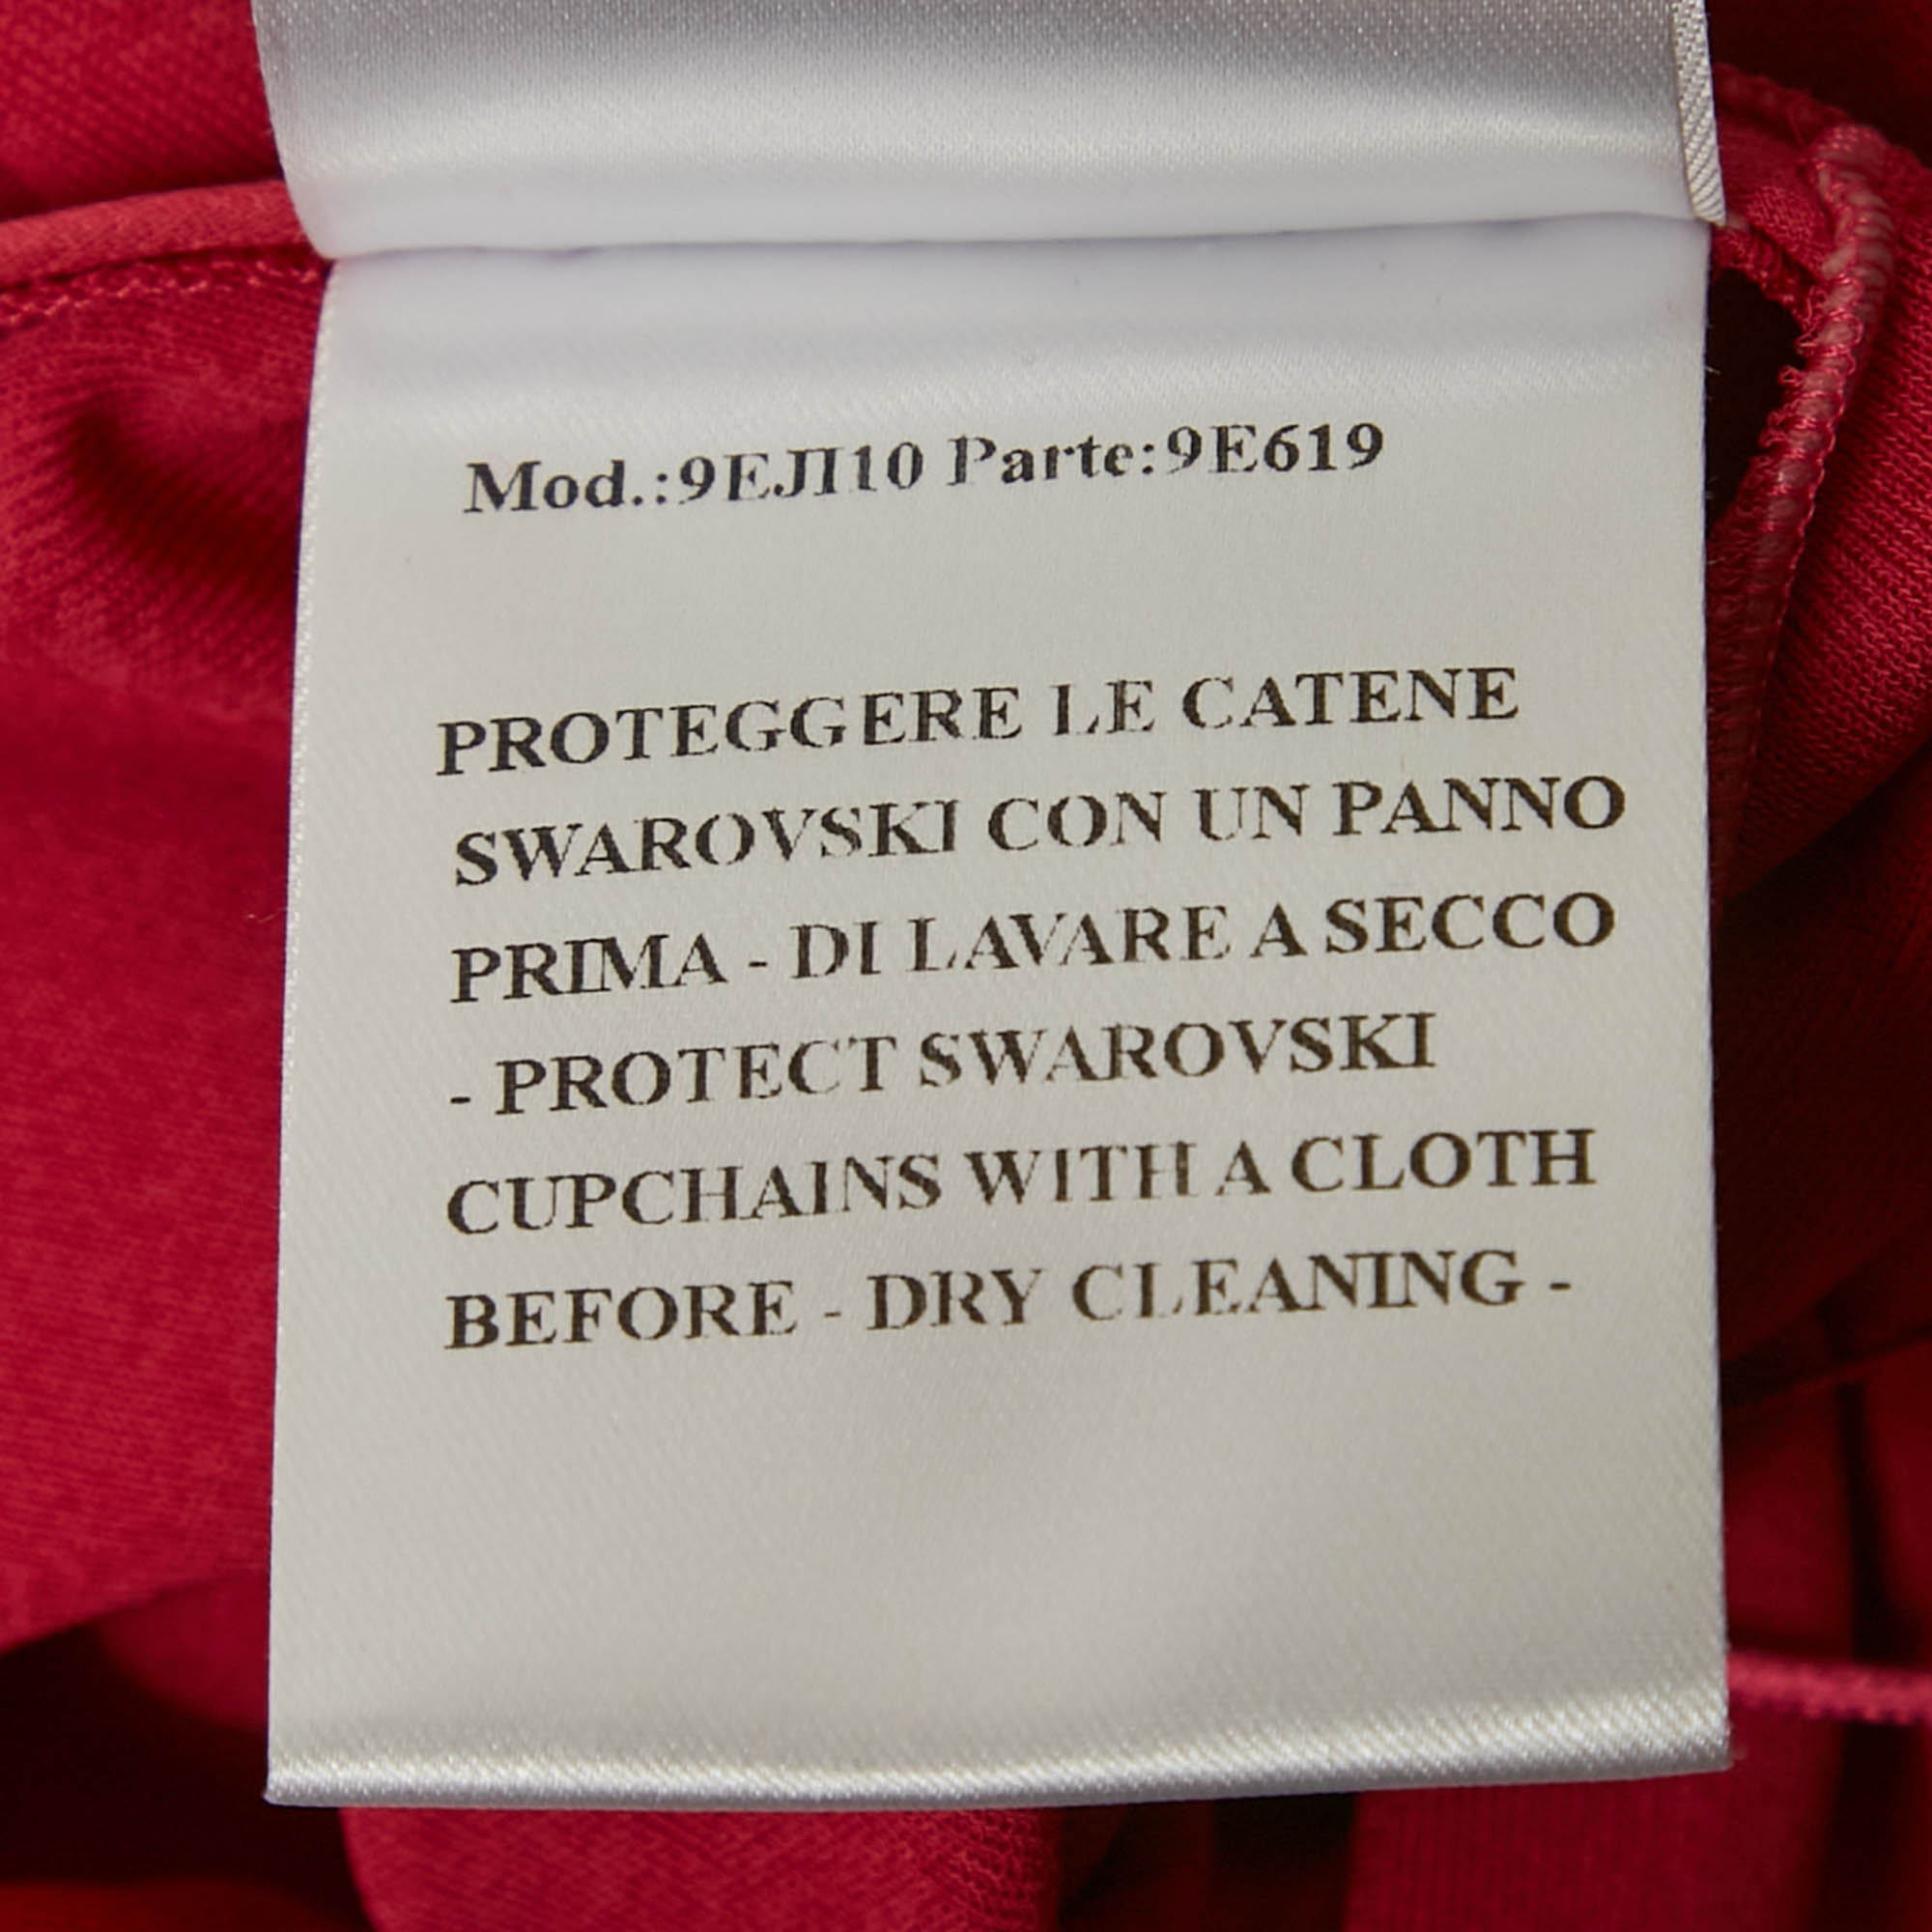 Mod.:9EJI10 Parte:9E619
PROTEGGERE LE CATENE
SWAROVSKI CON UN PANNO
PRIMA - DI LAVARE A SECCO
- PROTECT SWAROVSKI
CUPCHAINS WITH A CLOTH
BEFORE - DRY CLEANING -